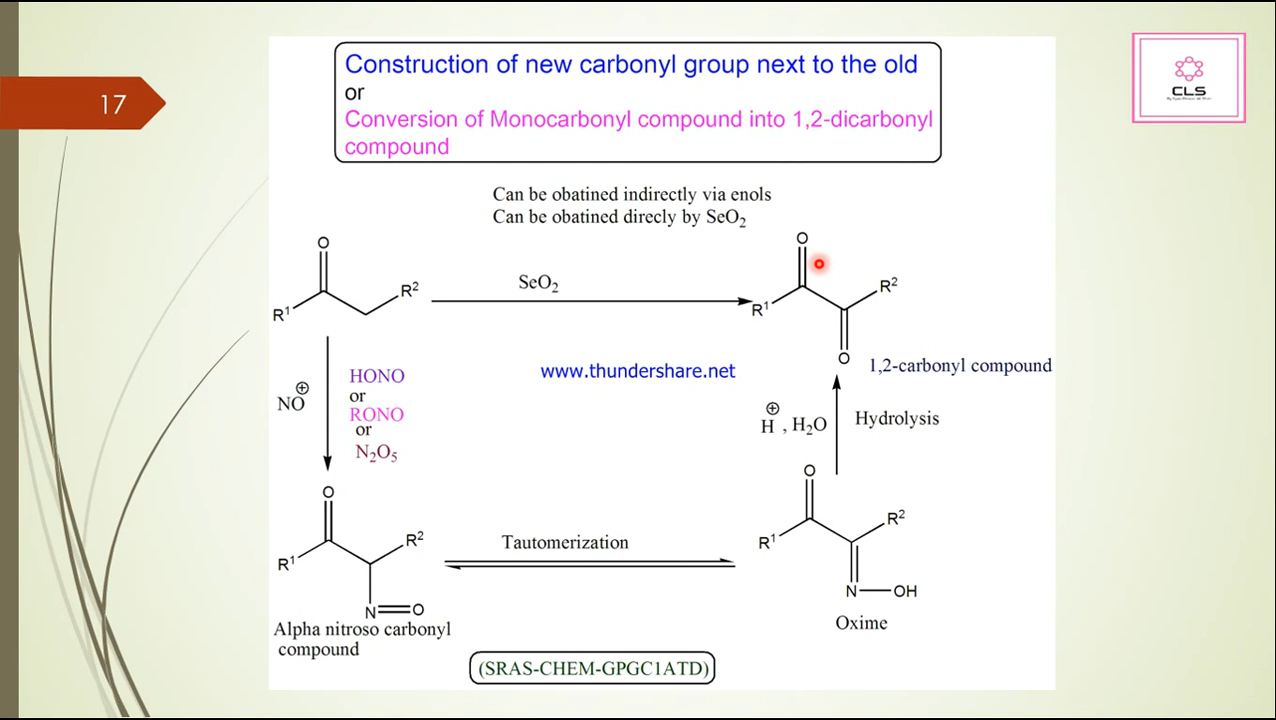 17
Construction of new carbonyl group next to the old
or
Conversion of Monocarbonyl compound into 1,2-dicarbonyl
compound
CLS
Can be obatined indirectly via enols
Can be obatined direcly by SeO₂
O
R¹
R²
SeO₂
O
R¹
R²
O
1,2-carbonyl compound
www.thundershare.net
NO⊕
HONO
or
RONO
or
N₂O₅
H⊕, H₂O
Hydrolysis
O
R¹
R²
N=O
Alpha nitroso carbonyl
compound
Tautomerization
O
R¹
R²
N—OH
Oxime
(SRAS-CHEM-GPGC1ATD)